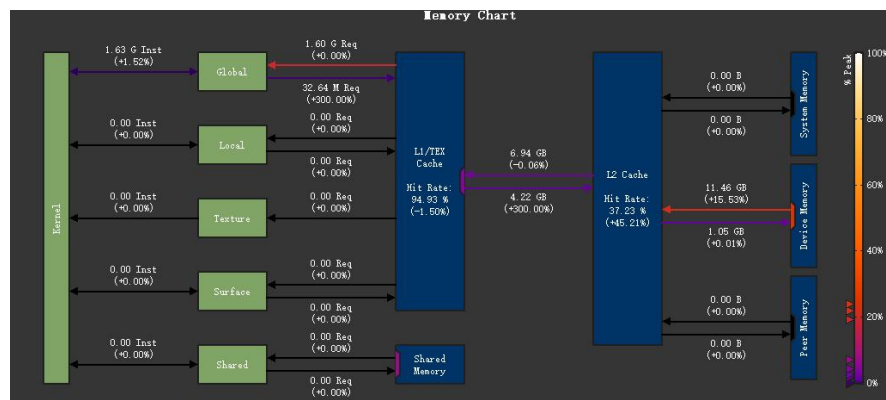 Memory Chart
1.63 G Inst
(+1.52%)
Global
1.60 G Req
(+0.00%)
32.64 M Req
(+300.00%)
0.00 Inst
(+0.00%)
Local
0.00 Req
(+0.00%)
0.00 Req
(+0.00%)
0.00 Inst
(+0.00%)
Texture
0.00 Req
(+0.00%)
0.00 Inst
(+0.00%)
Surface
0.00 Req
(+0.00%)
0.00 Req
(+0.00%)
0.00 Inst
(+0.00%)
Shared
0.00 Req
(+0.00%)
0.00 Req
(+0.00%)
Kernel
L1/TEX
Cache
Hit Rate:
94.93 %
(-1.50%)
Shared
Memory
6.94 GB
(-0.06%)
4.22 GB
(+300.00%)
L2 Cache
Hit Rate:
37.23 %
(+45.21%)
0.00 B
(+0.00%)
0.00 B
(+0.00%)
System Memory
11.46 GB
(+15.53%)
1.05 GB
(+0.01%)
Device Memory
0.00 B
(+0.00%)
0.00 B
(+0.00%)
Peer Memory
% Peak
100%
80%
60%
40%
20%
0%